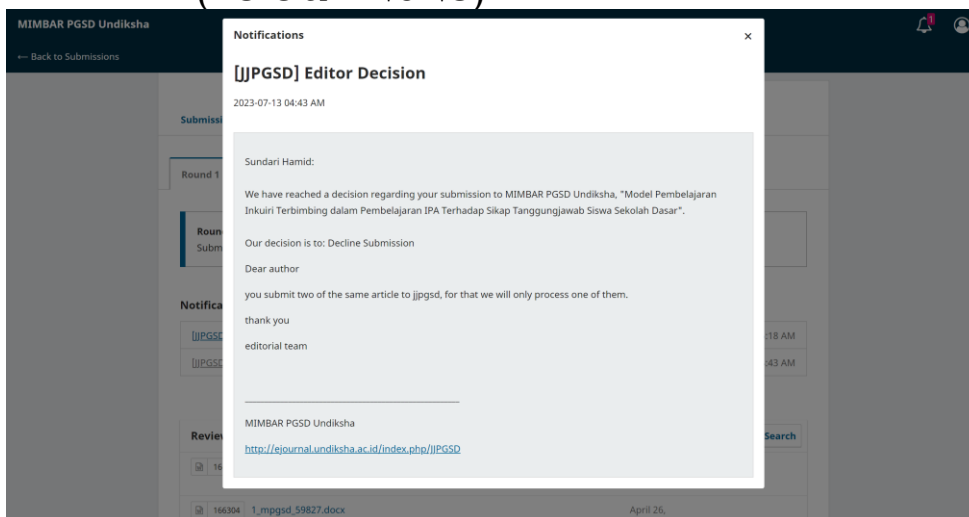 MIMBAR PGSD Undiksha
1
← Back to Submissions
Notifications
×
[JJPGSD] Editor Decision
2023-07-13 04:43 AM
Submissi
Round 1
Sundari Hamid:
We have reached a decision regarding your submission to MIMBAR PGSD Undiksha, "Model Pembelajaran
Inkuiri Terbimbing dalam Pembelajaran IPA Terhadap Sikap Tanggungjawab Siswa Sekolah Dasar".
Roun
Subm
Our decision is to: Decline Submission
Dear author
you submit two of the same article to jjpgsd, for that we will only process one of them.
Notifica
thank you
[JJPGSD
:18 AM
editorial team
[JJPGSD
:43 AM
MIMBAR PGSD Undiksha
Review
Search
http://ejournal.undiksha.ac.id/index.php/JJPGSD
16
166304 1_mpgsd_59827.docx April 26,